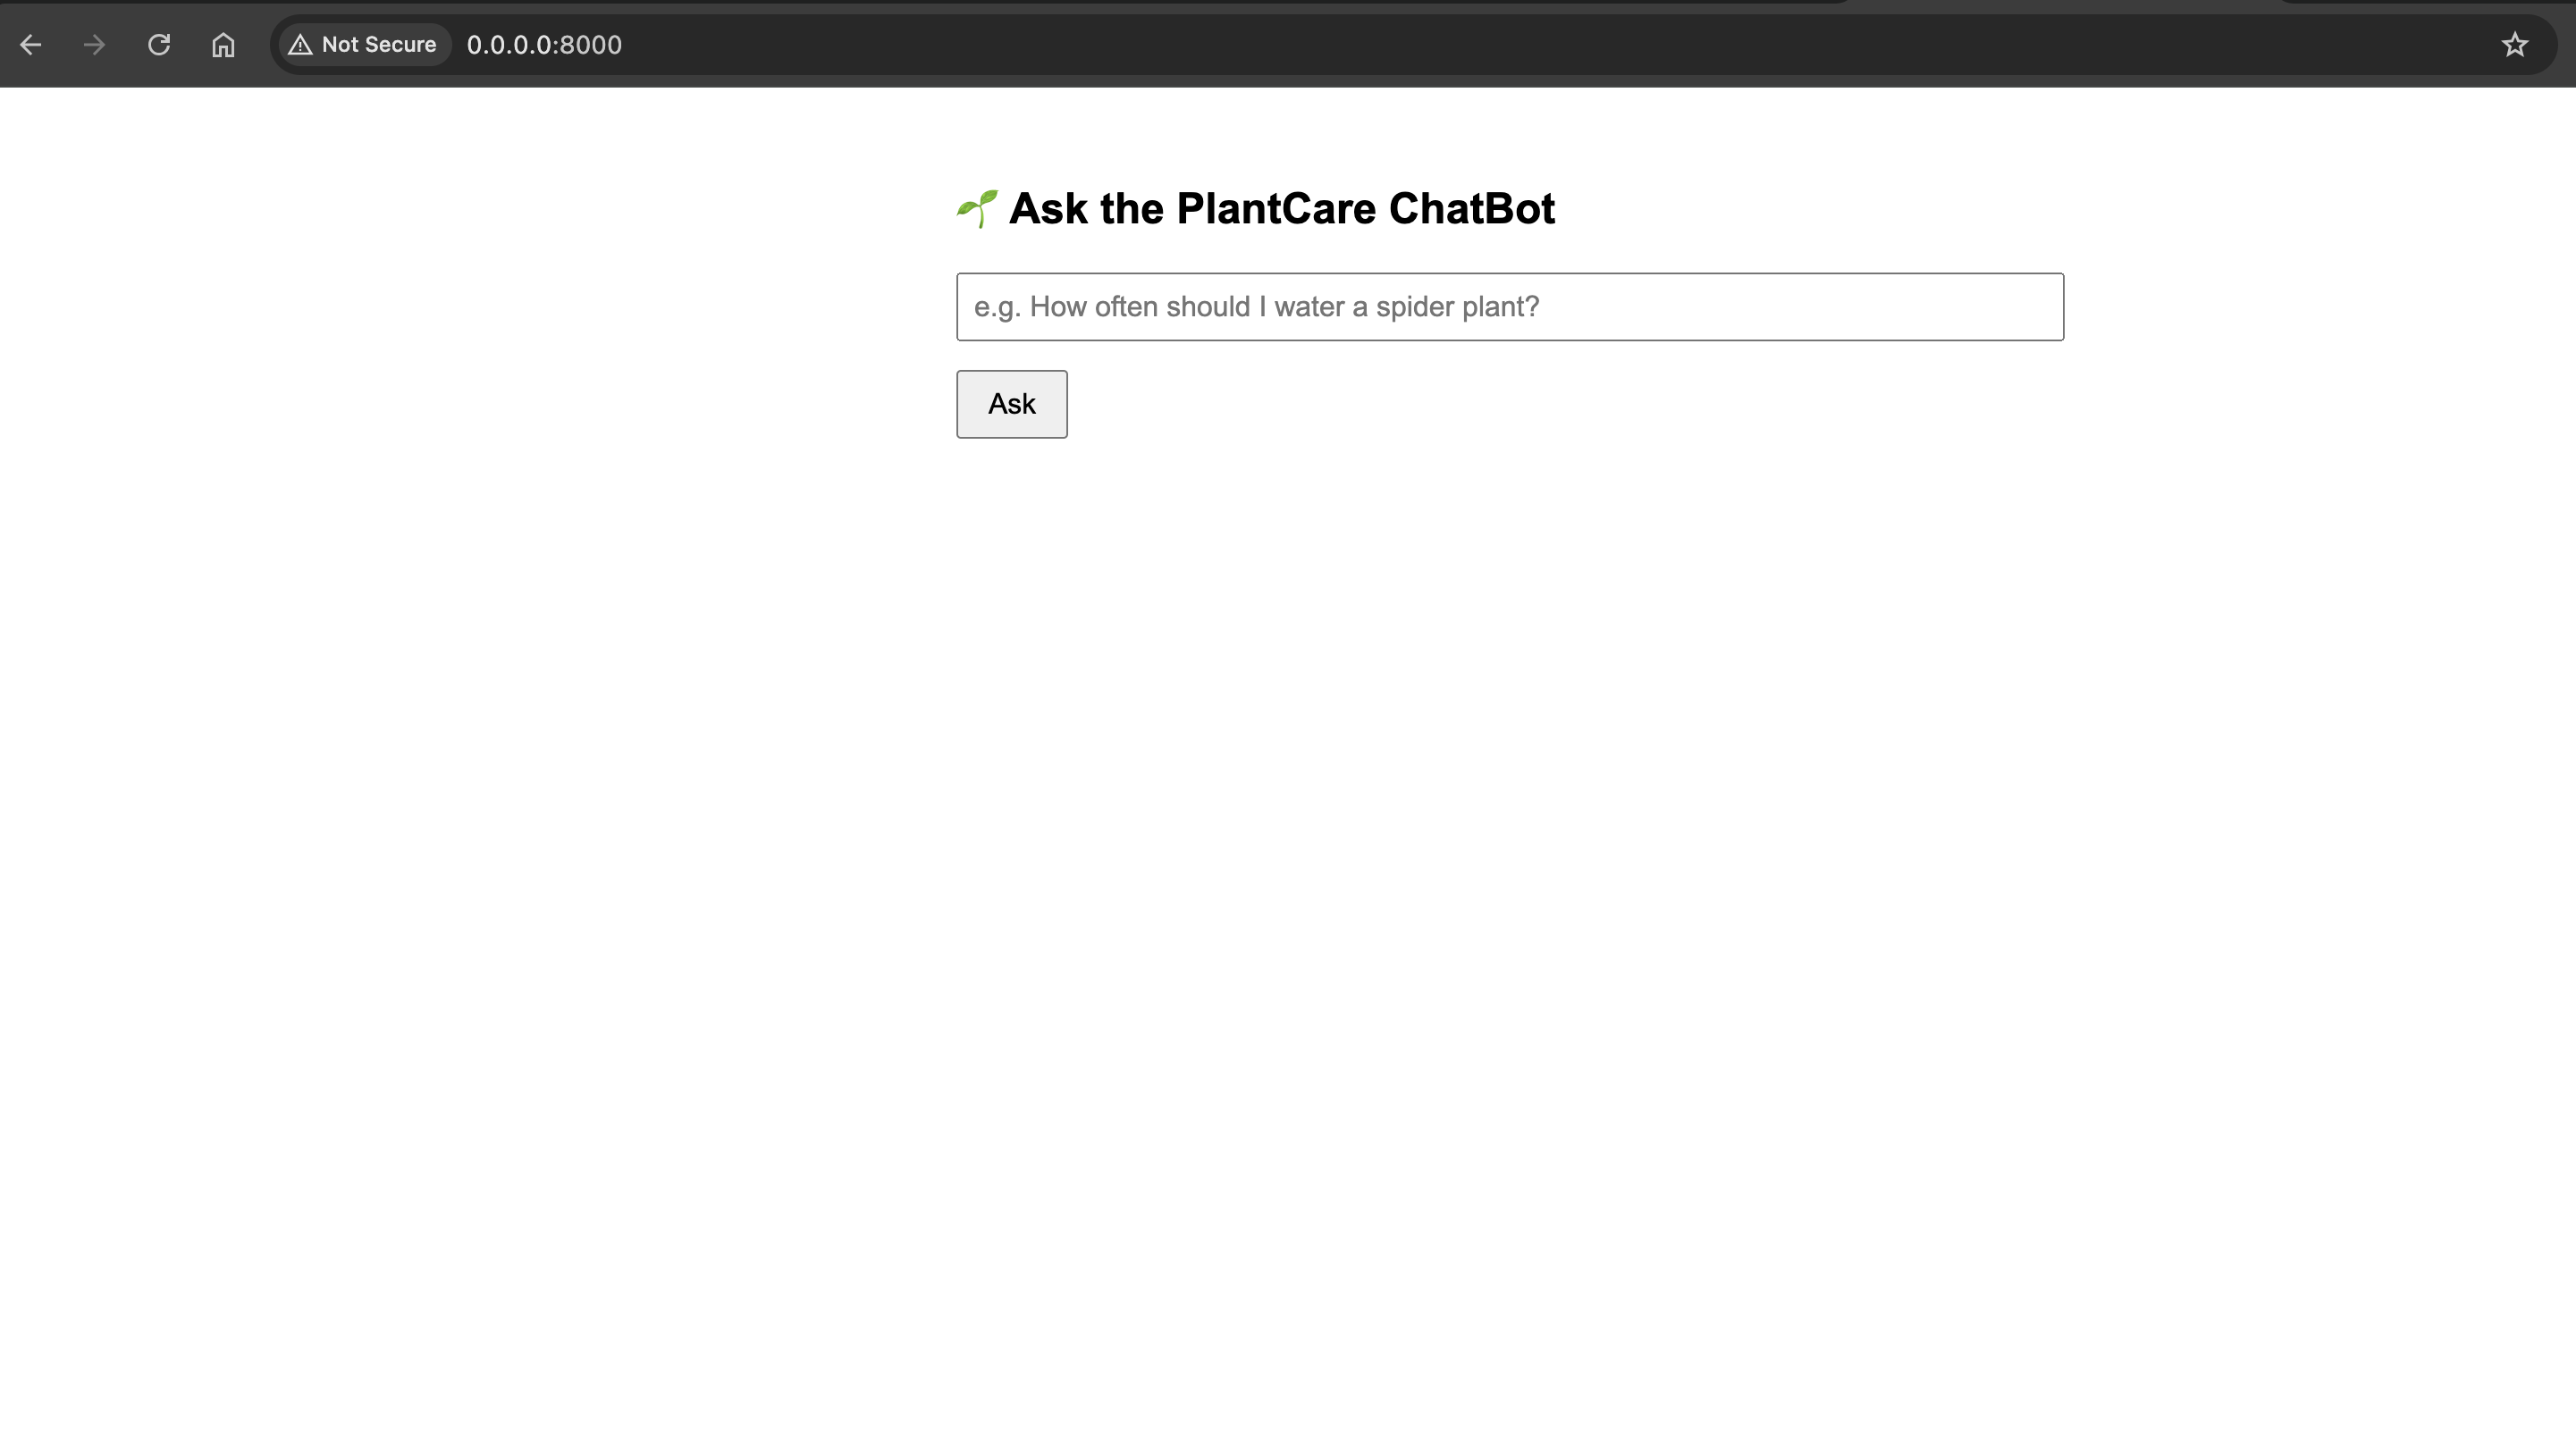 Not Secure 0.0.0.0:8000
🌱 Ask the PlantCare ChatBot
e.g. How often should I water a spider plant?
Ask